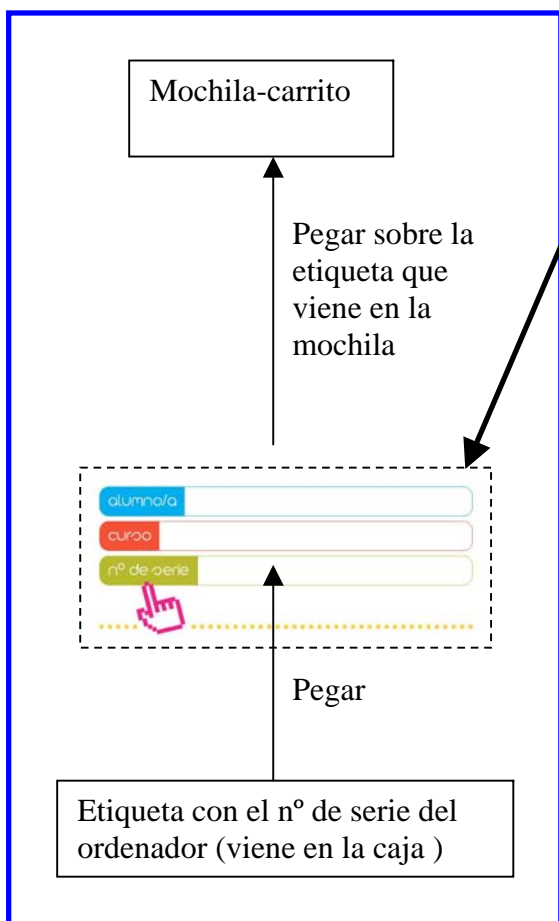 Mochila-carrito
Pegar sobre la
etiqueta que
viene en la
mochila
alumno/a
curso
nº de serie
Pegar
Etiqueta con el nº de serie del
ordenador (viene en la caja )